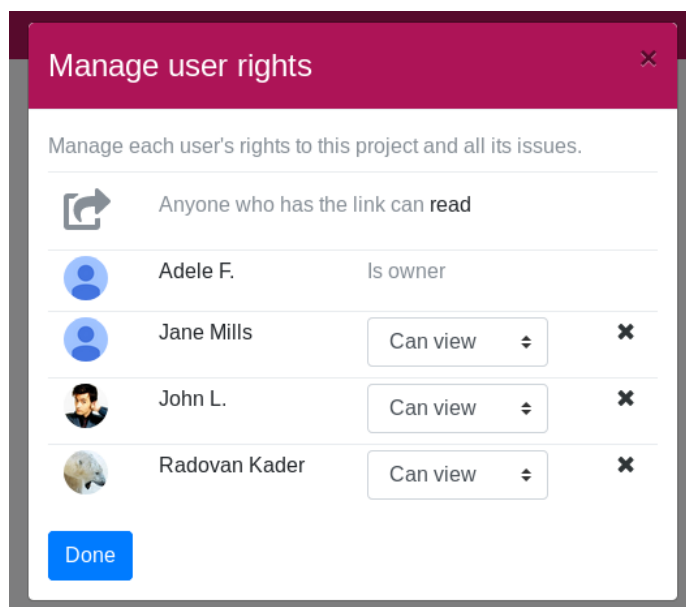 Manage user rights
×
Manage each user's rights to this project and all its issues.
Anyone who has the link can read
Adele F. Is owner
Jane Mills Can view
John L. Can view
Radovan Kader Can view
Done